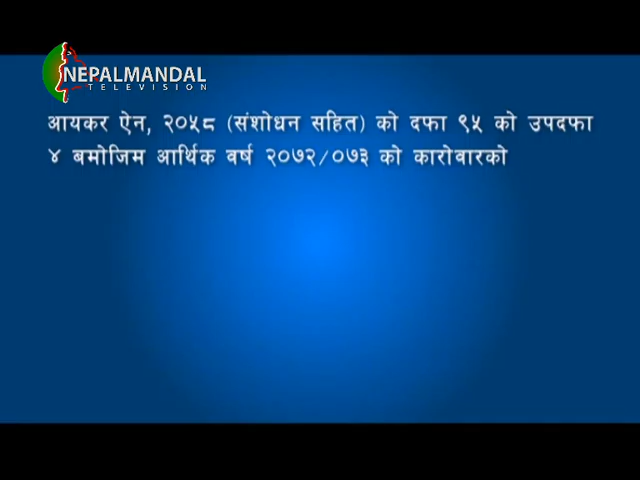 NEPALMANDAL
TELEVISION
आयकर ऐन, २०५८ (संशोधन सहित) को दफा ९५ को उपदफा
४ बमोजिम आर्थिक वर्ष २०७२/०७३ को कारोवारको